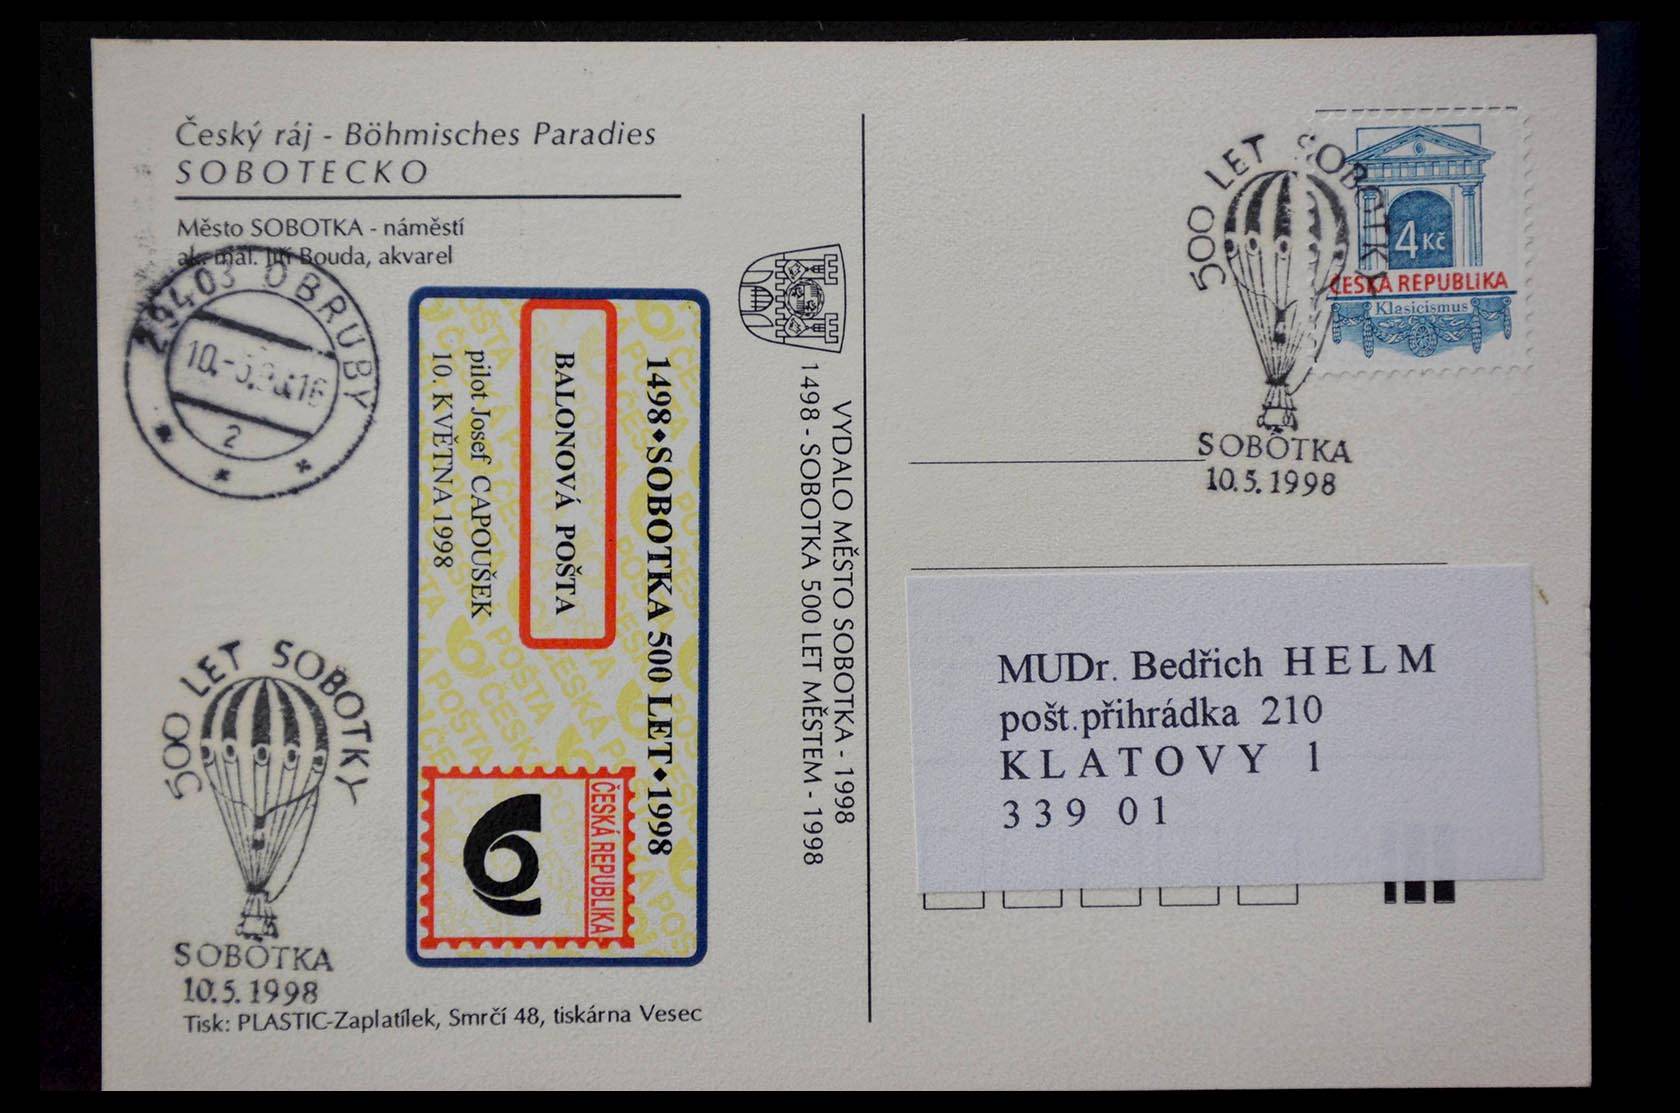 Český ráj - Böhmisches Paradies
SOBOTECKO
Město SOBOTKA - náměstí
ak. mal. Jiří Bouda, akvarel
29403 OBRUBY
2
1498◆SOBOTKA 500 LET◆1998
BALONOVÁ POŠTA
pilot Josef CAPOUŠEK
10. KVĚTNA 1998
ČESKÁ REPUBLIKA
500 LET SOBOTKY
SOBOTKA
10.5.1998
Tisk: PLASTIC-Zaplatílek, Smrčí 48, tiskárna Vesec
VYDALO MĚSTO SOBOTKA - 1998
1498 - SOBOTKA 500 LET MĚSTEM - 1998
500 LET SOBOTKY
SOBOTKA
10.5.1998
4 Kč
ČESKÁ REPUBLIKA
Klasicismus
MUDr. Bedřich HELM
pošt.přihrádka 210
KLATOVY 1
339 01